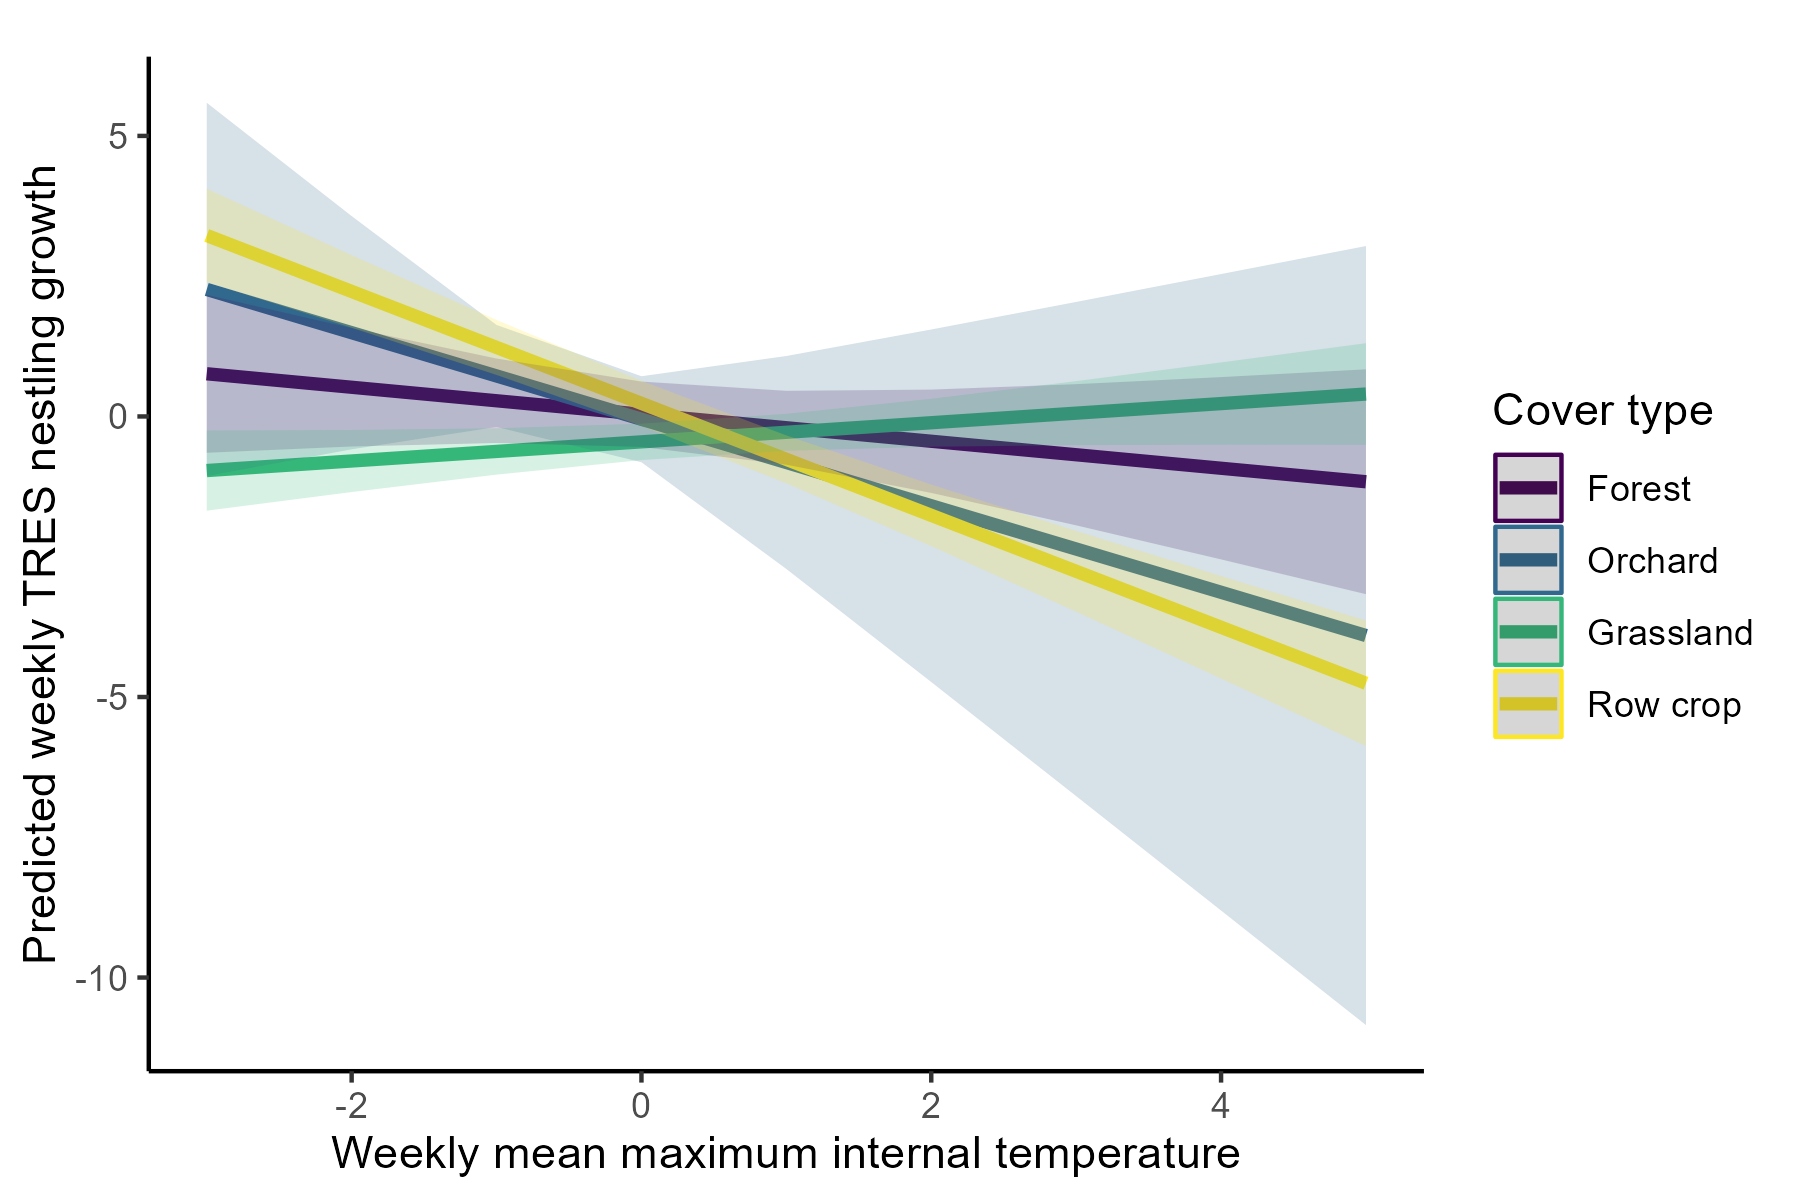 Predicted weekly TRES nestling growth
5
0
-5
-10
-2
0
2
4
Weekly mean maximum internal temperature
Cover type
Forest
Orchard
Grassland
Row crop